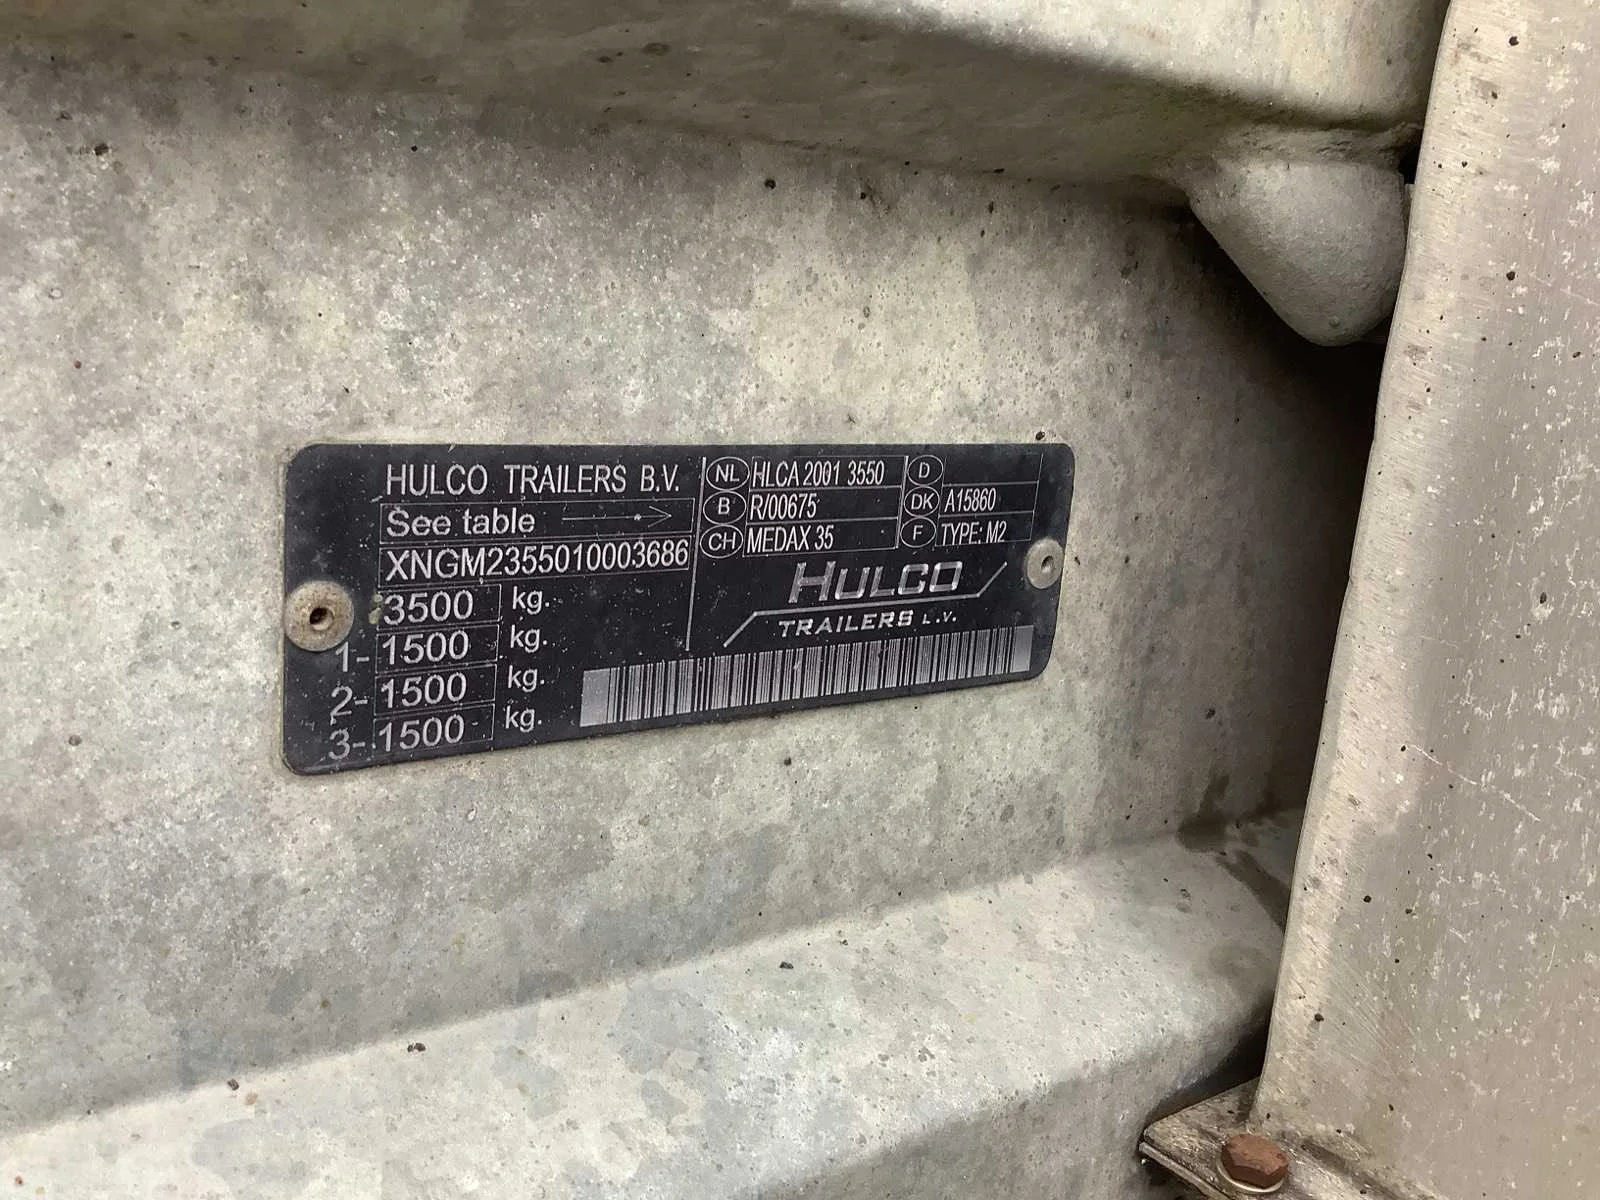 HULCO TRAILERS B.V.
See table
XNGM2355010003686
3500 kg.
1- 1500 kg.
2- 1500 kg.
3- 1500 kg.
NL HLCA 2001 3550
B R/00675
CH MEDAX 35
D
DK A15860
F TYPE: M2
HULCO
TRAILERS L.V.